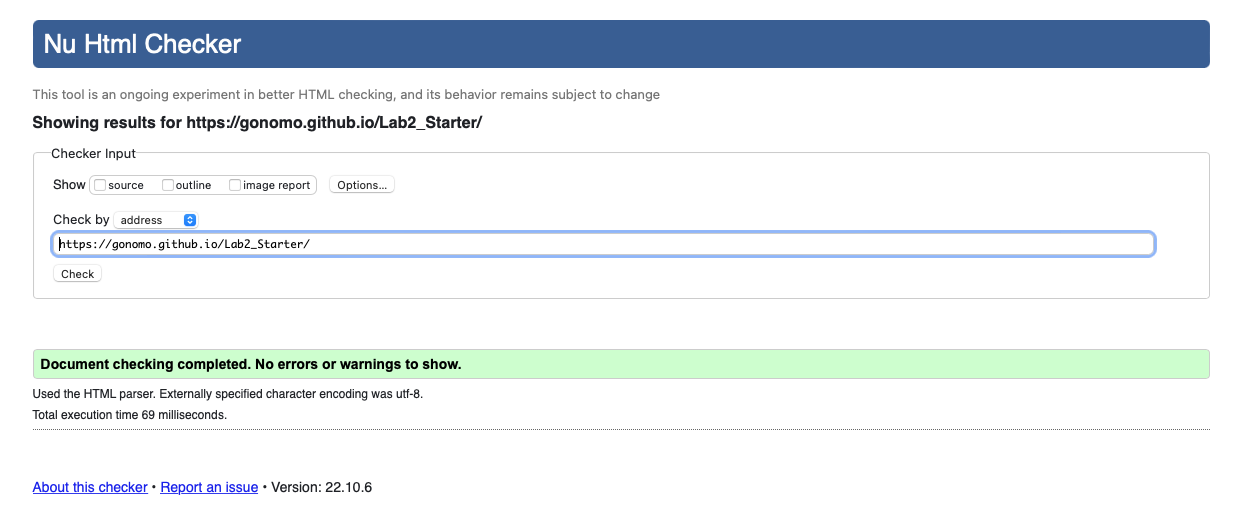 Nu Html Checker
This tool is an ongoing experiment in better HTML checking, and its behavior remains subject to change
Showing results for https://gonomo.github.io/Lab2_Starter/
Checker Input
Show source outline image report Options...
Check by address
https://gonomo.github.io/Lab2_Starter/
Check
Document checking completed. No errors or warnings to show.
Used the HTML parser. Externally specified character encoding was utf-8.
Total execution time 69 milliseconds.
About this checker • Report an issue • Version: 22.10.6